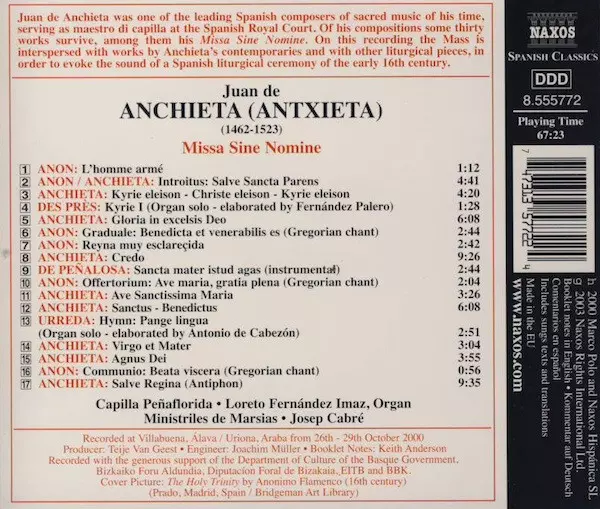 Juan de Anchieta was one of the leading Spanish composers of sacred music of his time,
serving as maestro di capilla at the Spanish Royal Court. Of his compositions some thirty
works survive, among them his Missa Sine Nomine. On this recording the Mass is
interspersed with works by Anchieta's contemporaries and with other liturgical pieces, in
order to evoke the sound of a Spanish liturgical ceremony of the early 16th century.
Juan de
ANCHIETA (ANTXIETA)
(1462-1523)
Missa Sine Nomine
1 ANON: L'homme armé 1:12
2 ANON / ANCHIETA: Introitus: Salve Sancta Parens 4:41
3 ANCHIETA: Kyrie eleison - Christe eleison - Kyrie eleison 4:20
4 DES PRÈS: Kyrie I (Organ solo - elaborated by Fernández Palero) 1:28
5 ANCHIETA: Gloria in excelsis Deo 6:08
6 ANON: Graduale: Benedicta et venerabilis es (Gregorian chant) 2:44
7 ANON: Reyna muy esclareçida 2:42
8 ANCHIETA: Credo 9:26
9 DE PEÑALOSA: Sancta mater istud agas (instrumental) 2:44
10 ANON: Offertorium: Ave maria, gratia plena (Gregorian chant) 2:04
11 ANCHIETA: Ave Sanctissima Maria 3:26
12 ANCHIETA: Sanctus - Benedictus 6:08
13 URREDA: Hymn: Pange lingua
(Organ solo - elaborated by Antonio de Cabezón) 2:51
14 ANCHIETA: Virgo et Mater 3:04
15 ANCHIETA: Agnus Dei 3:55
16 ANON: Communio: Beata viscera (Gregorian chant) 0:56
17 ANCHIETA: Salve Regina (Antiphon) 9:35
Capilla Peñaflorida · Loreto Fernández Imaz, Organ
Ministriles de Marsias · Josep Cabré
Recorded at Villabuena, Álava / Uriona, Araba from 26th - 29th October 2000
Producer: Teije Van Geest · Engineer: Joachim Müller · Booklet Notes: Keith Anderson
Recorded with the generous support of the Department of Culture of the Basque Government,
Bizkaiko Foru Aldundia, Diputación Foral de Bizakaia, EITB and BBK.
Cover Picture: The Holy Trinity by Anonimo Flamenco (16th century)
(Prado, Madrid, Spain / Bridgeman Art Library)
NAXOS
SPANISH CLASSICS
DDD
8.555772
Playing Time
67:23
7 47313 57722 4
www.naxos.com
h 2000 Marco Polo and Naxos Hispánica SL
g 2003 Naxos Rights International Ltd.
Booklet notes in English · Kommentar auf Deutsch
Comentarios en español
Includes sungs texts and translations
Made in the EU